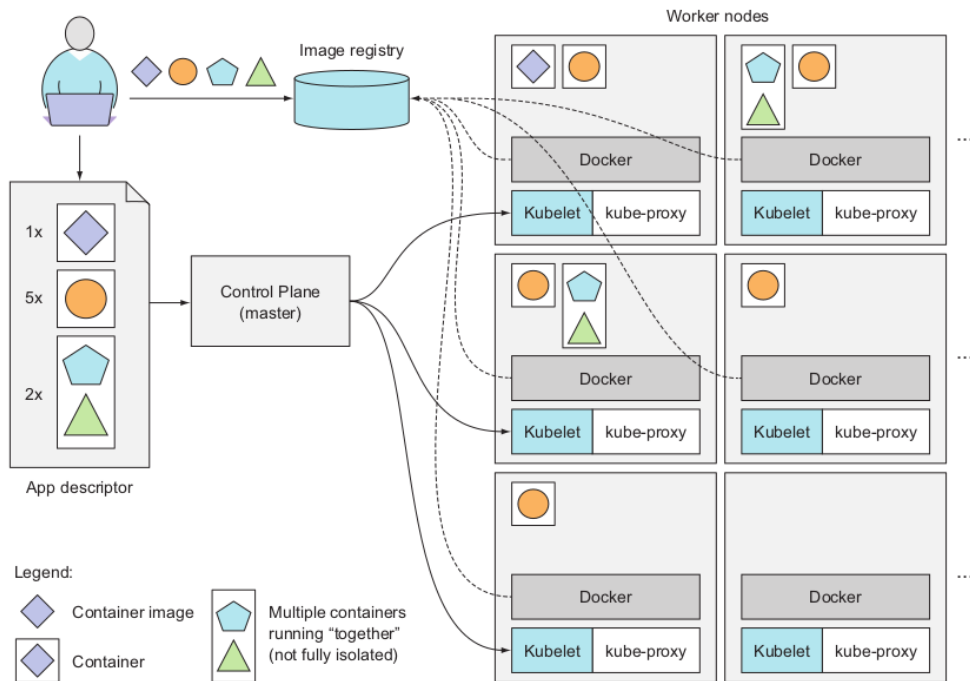 Worker nodes
Image registry
Docker
Kubelet
kube-proxy
Docker
Kubelet
kube-proxy
...
1x
5x
2x
App descriptor
Control Plane
(master)
Docker
Kubelet
kube-proxy
Docker
Kubelet
kube-proxy
...
Docker
Kubelet
kube-proxy
Docker
Kubelet
kube-proxy
...
Legend:
Container image
Container
Multiple containers
running “together”
(not fully isolated)